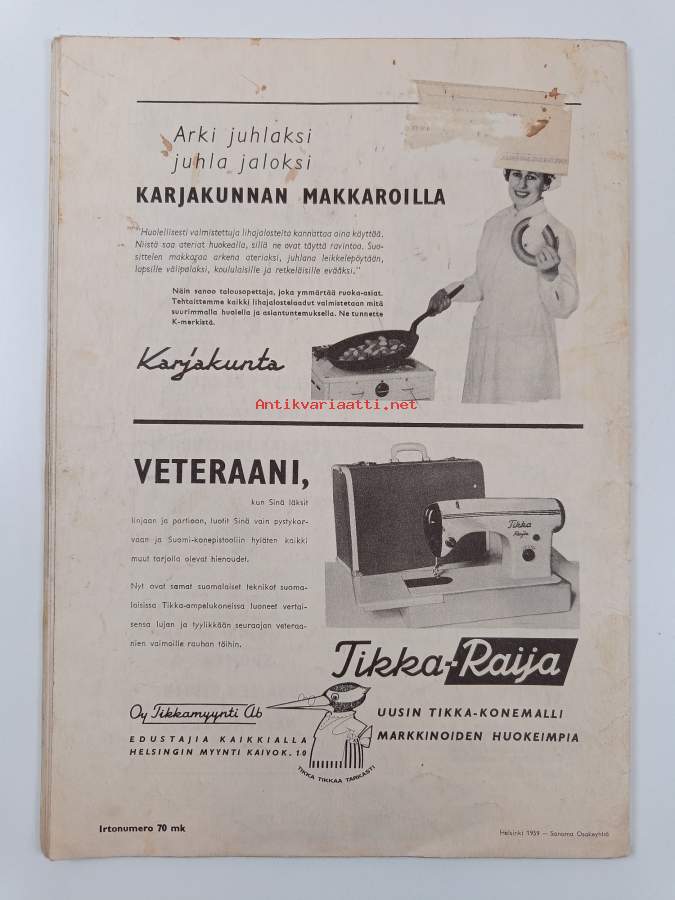 Arki juhlaksi
juhla jaloksi
KARJAKUNNAN MAKKAROILLA
"Huolellisesti valmistettuja lihajalosteita kannattaa aina käyttää.
Niistä saa ateriat huokealla, sillä ne ovat täyttä ravintoa. Suo-
sittelen makkaraa arkena ateriaksi, juhlana leikkelepöytään,
lapsille välipalaksi, koululaisille ja retkeläisille evääksi."
Näin sanoo talousopettaja, joka ymmärtää ruoka-asiat.
Tehtaittemme kaikki lihajalostelaadut valmistetaan mitä
suurimmalla huolella ja asiantuntemuksella. Ne tunnette
K-merkistä.
Karjakunta
Antikvariaatti.net
VETERAANI,
kun Sinä läksit
linjaan ja partioon, luotit Sinä vain pystykor-
vaan ja Suomi-konepistooliin hyläten kaikki
muut tarjolla olevat hienoudet.
Nyt ovat samat suomalaiset teknikot suoma-
laisissa Tikka-ompelukoneissa luoneet vertai-
sensa lujan ja tyylikkään seuraajan veteraa-
nien vaimoille rauhan töihin.
Tikka
Raija
Tikka-Raija
Oy Tikkamyynti Ab
EDUSTAJIA KAIKKIALLA
HELSINGIN MYYNTI KAIVOK. 10
TIKKA TIKKAA TARKASTI
UUSIN TIKKA-KONEMALLI
MARKKINOIDEN HUOKEIMPIA
Irtonumero 70 mk
Helsinki 1959 — Sanoma Osakeyhtiö